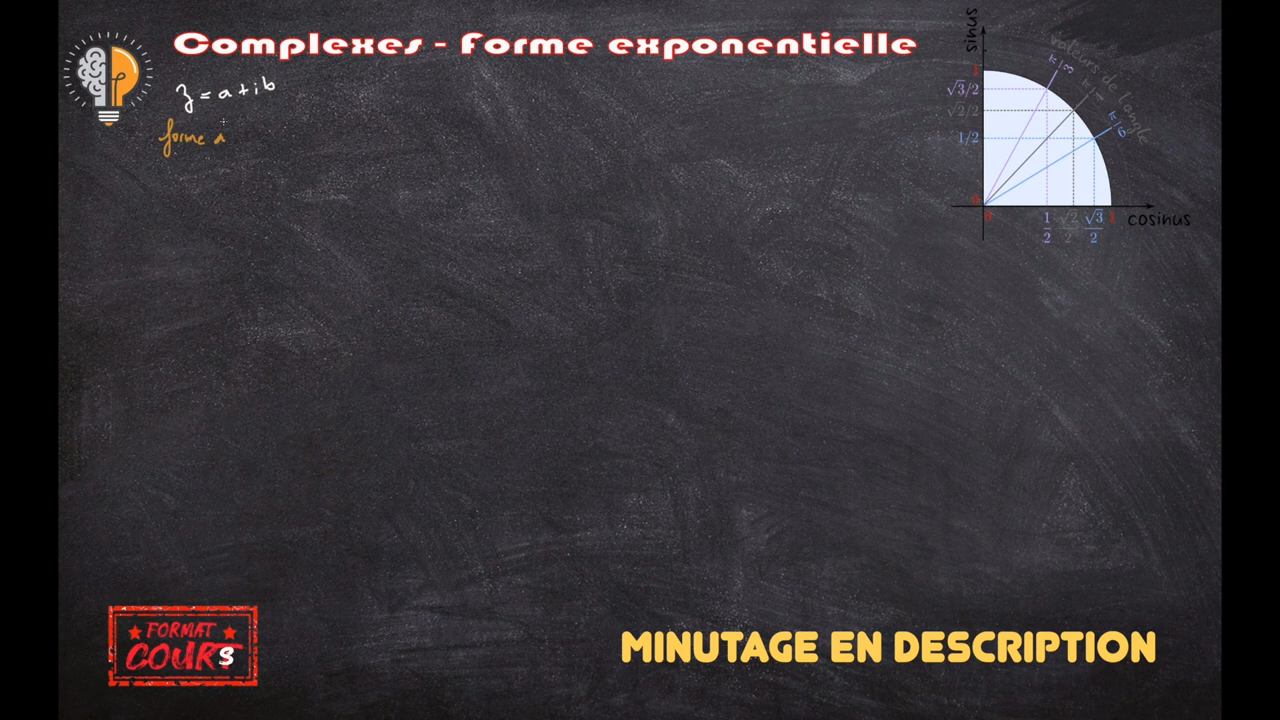 Complexes - Forme exponentielle
z = a + ib
forme a
sinus
valeurs de l'angle
π/3
π/6
1
√3/2
√2/2
1/2
0
0
1/2
√2/2
√3/2
1
cosinus
FORMAT
COURS
MINUTAGE EN DESCRIPTION